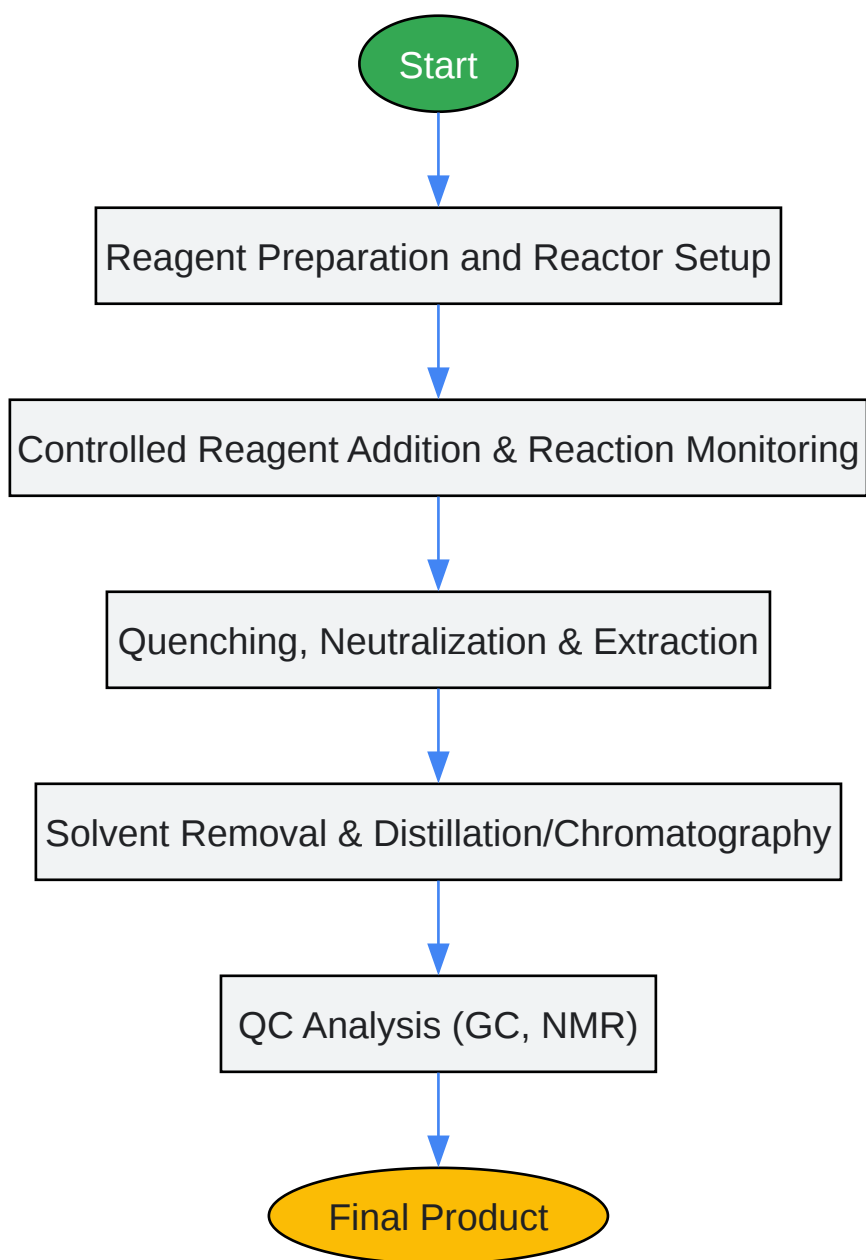 Start
Reagent Preparation and Reactor Setup
Controlled Reagent Addition & Reaction Monitoring
Quenching, Neutralization & Extraction
Solvent Removal & Distillation/Chromatography
QC Analysis (GC, NMR)
Final Product